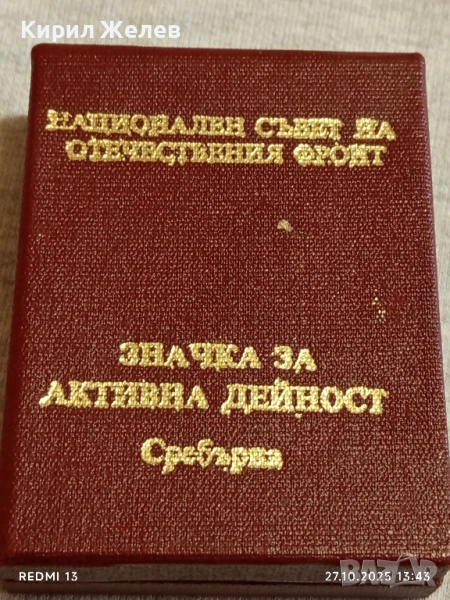 Кирил Желев
НАЦИОНАЛЕН СЪВЕТ НА
ОТЕЧЕСТВЕНИЯ ФРОНТ
ЗНАЧКА ЗА
АКТИВНА ДЕЙНОСТ
Сребърна
REDMI 13
27.10.2025 13:43
BAZAR